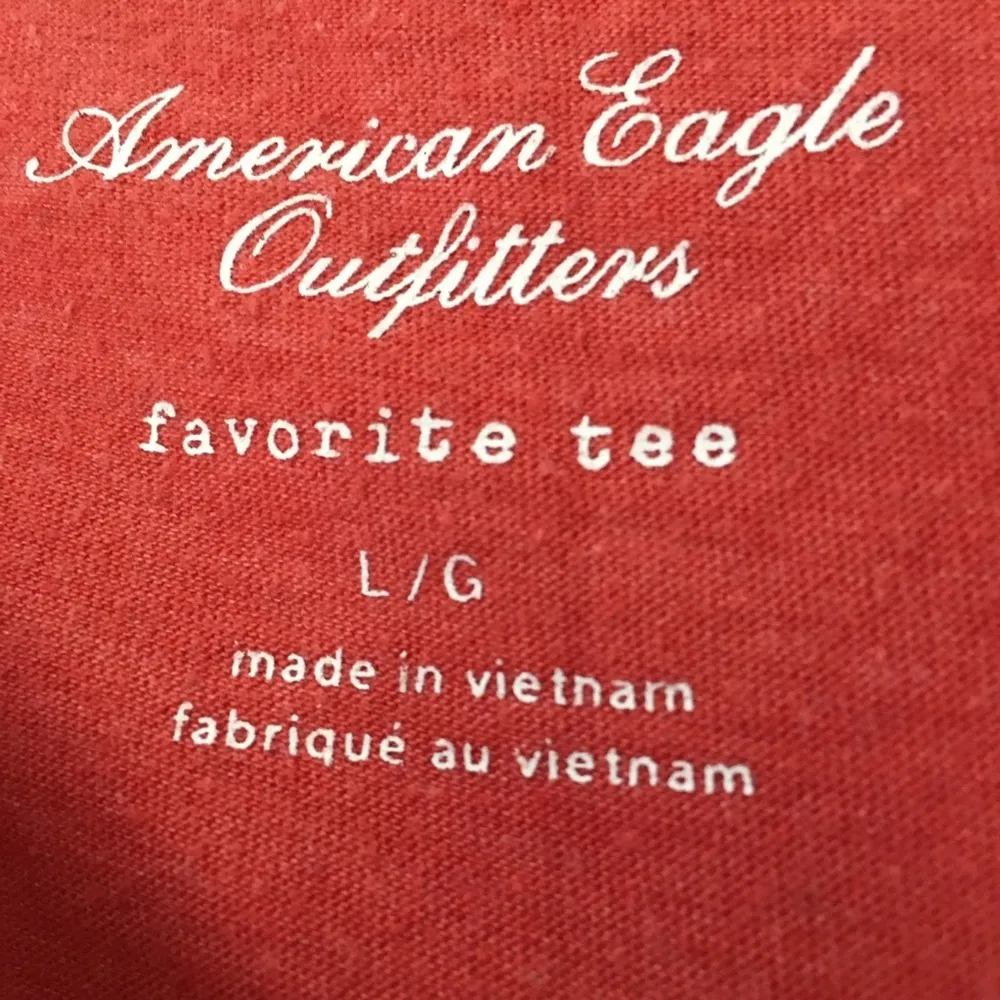 American Eagle
Outfitters
favorite tee
L/G
made in vietnam
fabriqué au vietnam